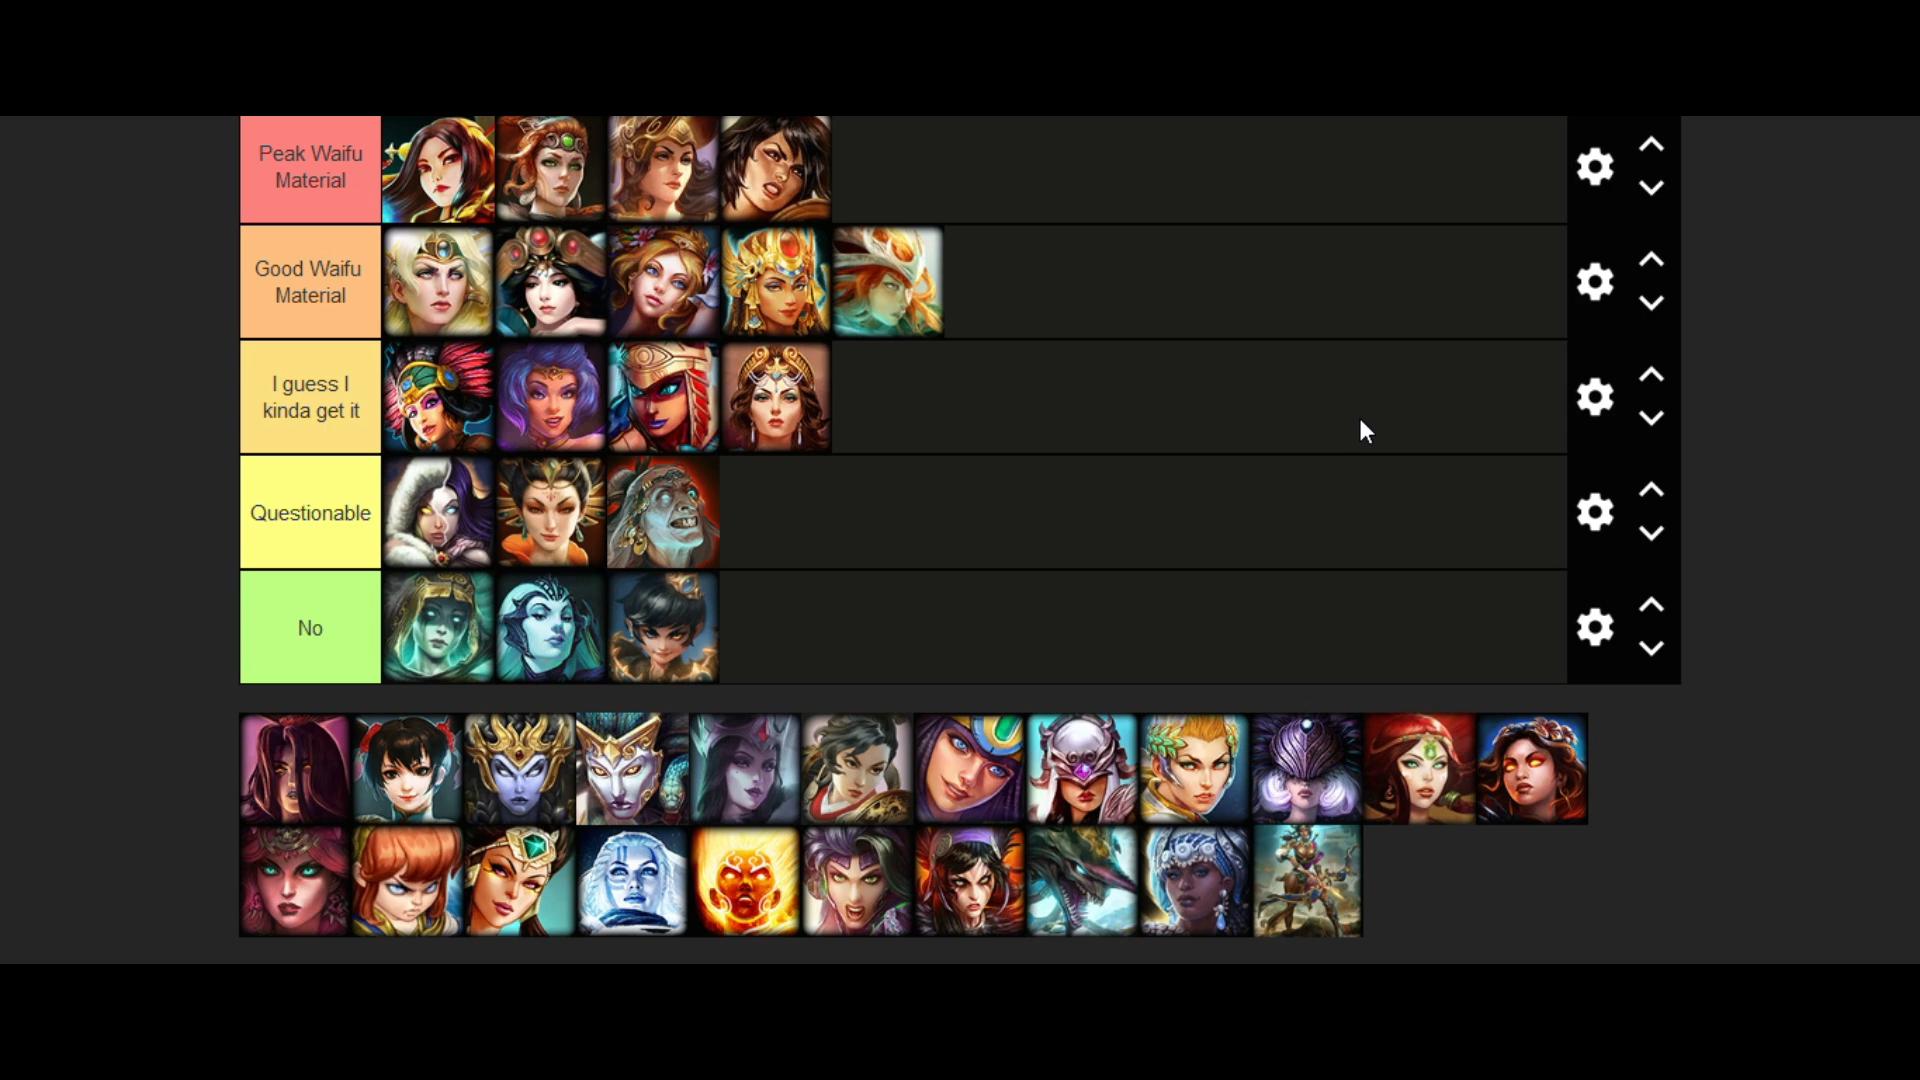 Peak Waifu
Material
Good Waifu
Material
I guess I
kinda get it
Questionable
No